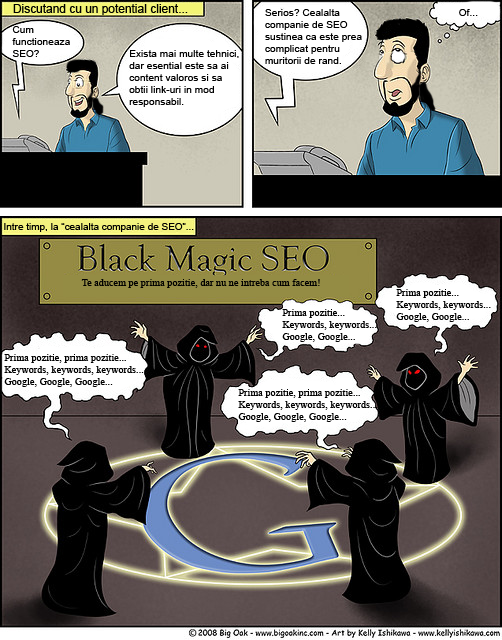 Discutand cu un potential client...
Cum
functioneaza
SEO?
Exista mai multe tehnici,
dar esential este sa ai
content valoros si sa
obtii link-uri in mod
responsabil.
Serios? Cealalta
companie de SEO
sustinea ca este prea
complicat pentru
muritorii de rand.
Of...
Intre timp, la "cealalta companie de SEO"...
Black Magic SEO
Te aducem pe prima pozitie, dar nu ne intreba cum facem!
Prima pozitie, prima pozitie...
Keywords, keywords, keywords...
Google, Google, Google...
Prima pozitie...
Keywords, keywords...
Google, Google...
Prima pozitie...
Keywords, keywords...
Google, Google...
Prima pozitie, prima pozitie...
Keywords, keywords, keywords...
Google, Google, Google...
G
© 2008 Big Oak - www.bigoakinc.com - Art by Kelly Ishikawa - www.kellyishikawa.com